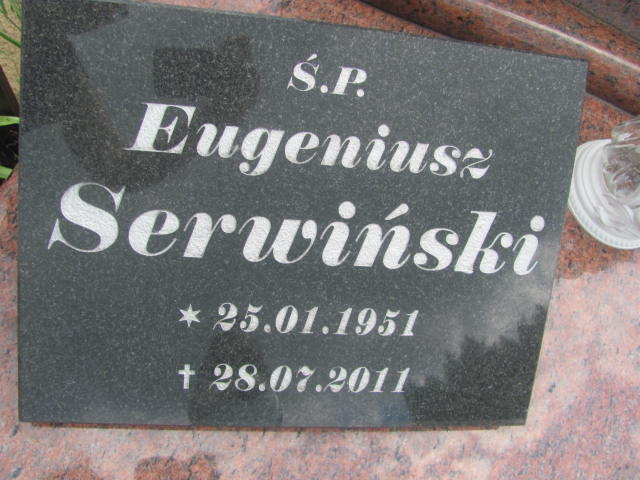 Ś.P.
Eugeniusz
Serwiński
✶ 25.01.1951
† 28.07.2011